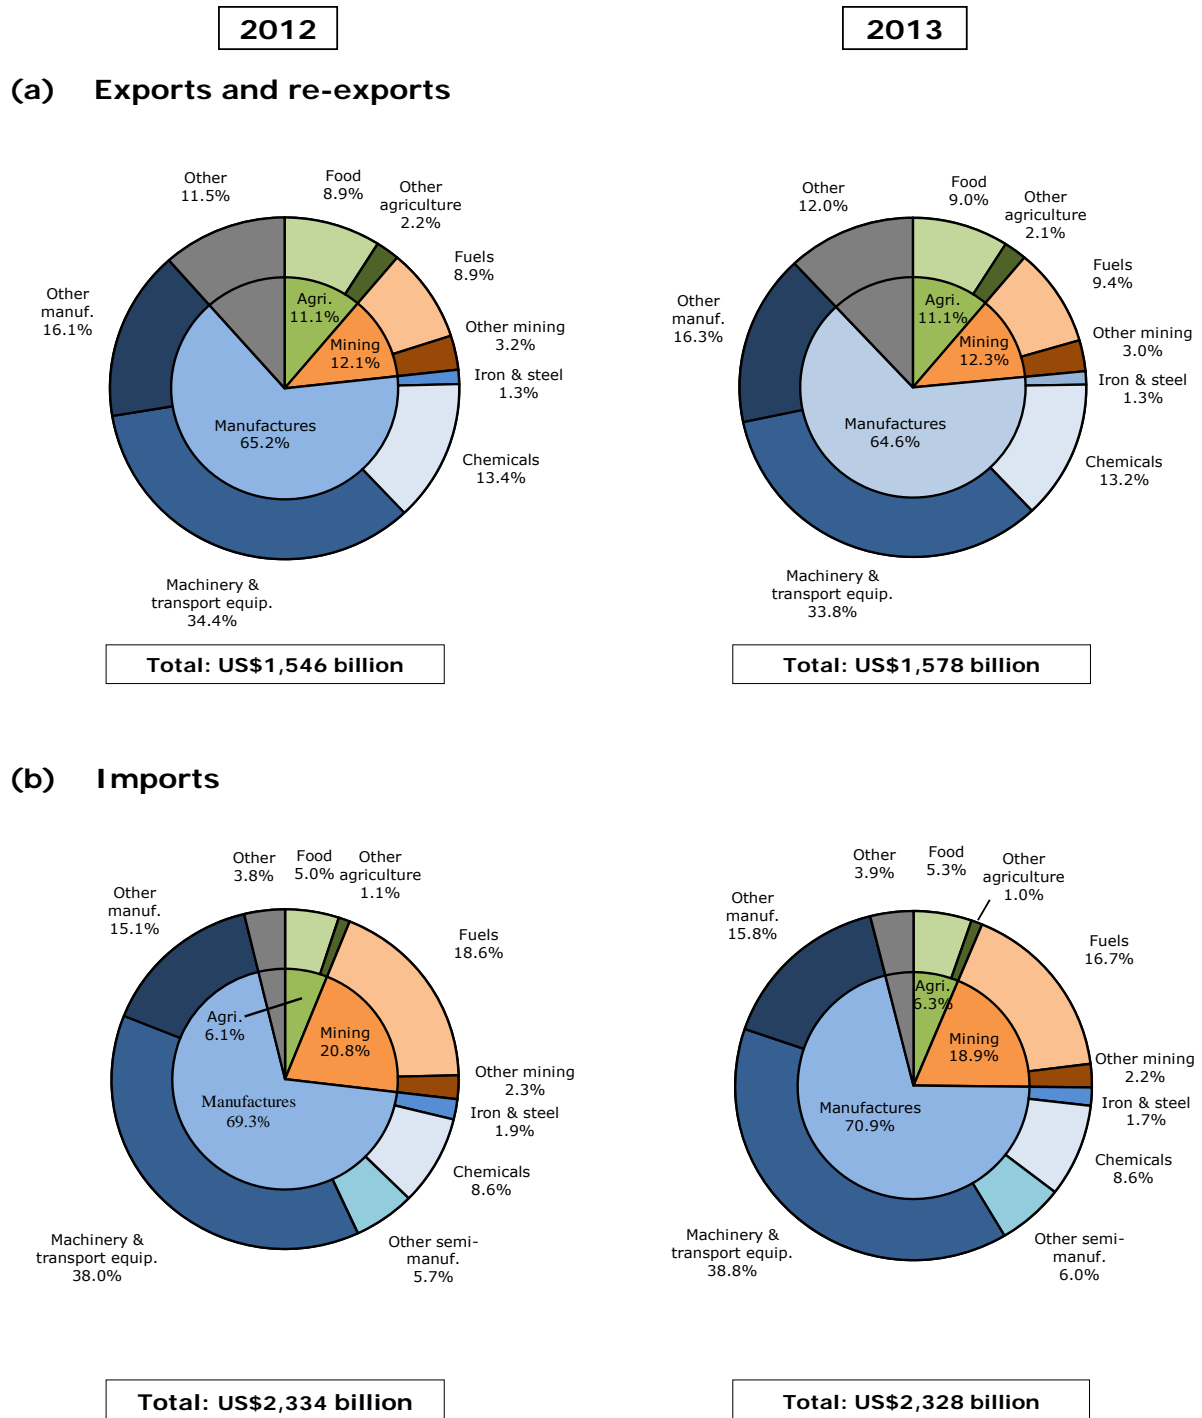 2012
2013
(a) Exports and re-exports
Other
11.5%
Food
8.9%
Other
agriculture
2.2%
Fuels
8.9%
Other mining
3.2%
Iron & steel
1.3%
Chemicals
13.4%
Machinery &
transport equip.
34.4%
Other
manuf.
16.1%
Agri.
11.1%
Mining
12.1%
Manufactures
65.2%
Total: US$1,546 billion
Other
12.0%
Food
9.0%
Other
agriculture
2.1%
Fuels
9.4%
Other mining
3.0%
Iron & steel
1.3%
Chemicals
13.2%
Machinery &
transport equip.
33.8%
Other
manuf.
16.3%
Agri.
11.1%
Mining
12.3%
Manufactures
64.6%
Total: US$1,578 billion
(b) Imports
Other
3.8%
Food
5.0%
Other
agriculture
1.1%
Fuels
18.6%
Other mining
2.3%
Iron & steel
1.9%
Chemicals
8.6%
Other semi-
manuf.
5.7%
Machinery &
transport equip.
38.0%
Other
manuf.
15.1%
Agri.
6.1%
Mining
20.8%
Manufactures
69.3%
Total: US$2,334 billion
Other
3.9%
Food
5.3%
Other
agriculture
1.0%
Fuels
16.7%
Other mining
2.2%
Iron & steel
1.7%
Chemicals
8.6%
Other semi-
manuf.
6.0%
Machinery &
transport equip.
38.8%
Other
manuf.
15.8%
Agri.
6.3%
Mining
18.9%
Manufactures
70.9%
Total: US$2,328 billion